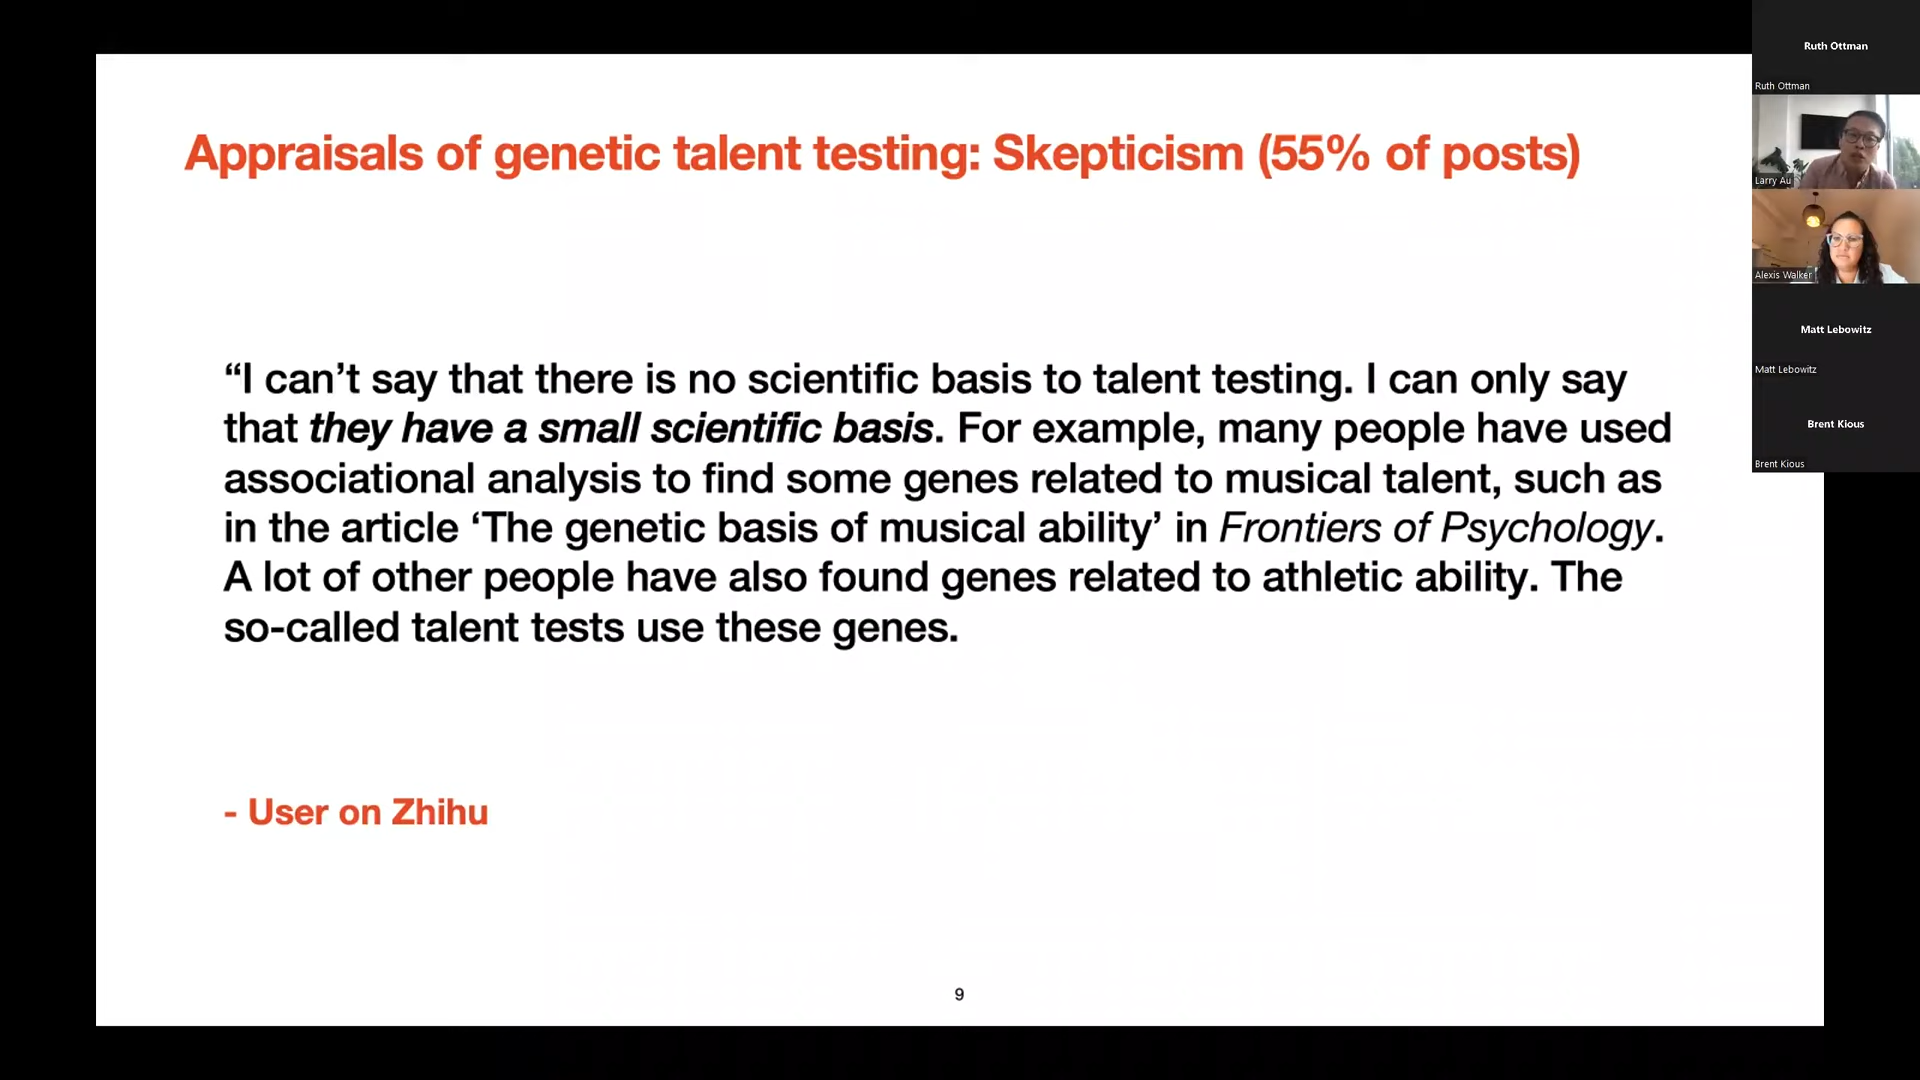 Appraisals of genetic talent testing: Skepticism (55% of posts)
“I can’t say that there is no scientific basis to talent testing. I can only say
that they have a small scientific basis. For example, many people have used
associational analysis to find some genes related to musical talent, such as
in the article ‘The genetic basis of musical ability’ in Frontiers of Psychology.
A lot of other people have also found genes related to athletic ability. The
so-called talent tests use these genes.
- User on Zhihu
9
Ruth Ottman
Ruth Ottman
Larry Au
Alexis Walker
Matt Lebowitz
Matt Lebowitz
Brent Kious
Brent Kious